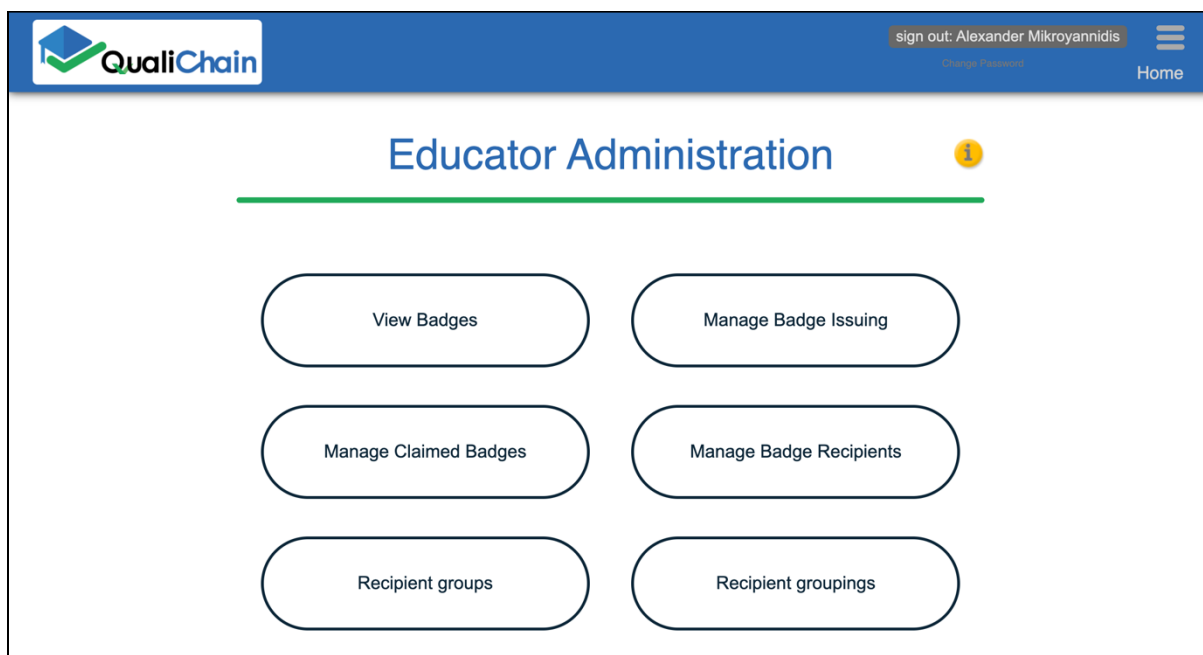 QualiChain
sign out: Alexander Mikroyannidis
Change Password
Home
Educator Administration
i
View Badges
Manage Badge Issuing
Manage Claimed Badges
Manage Badge Recipients
Recipient groups
Recipient groupings